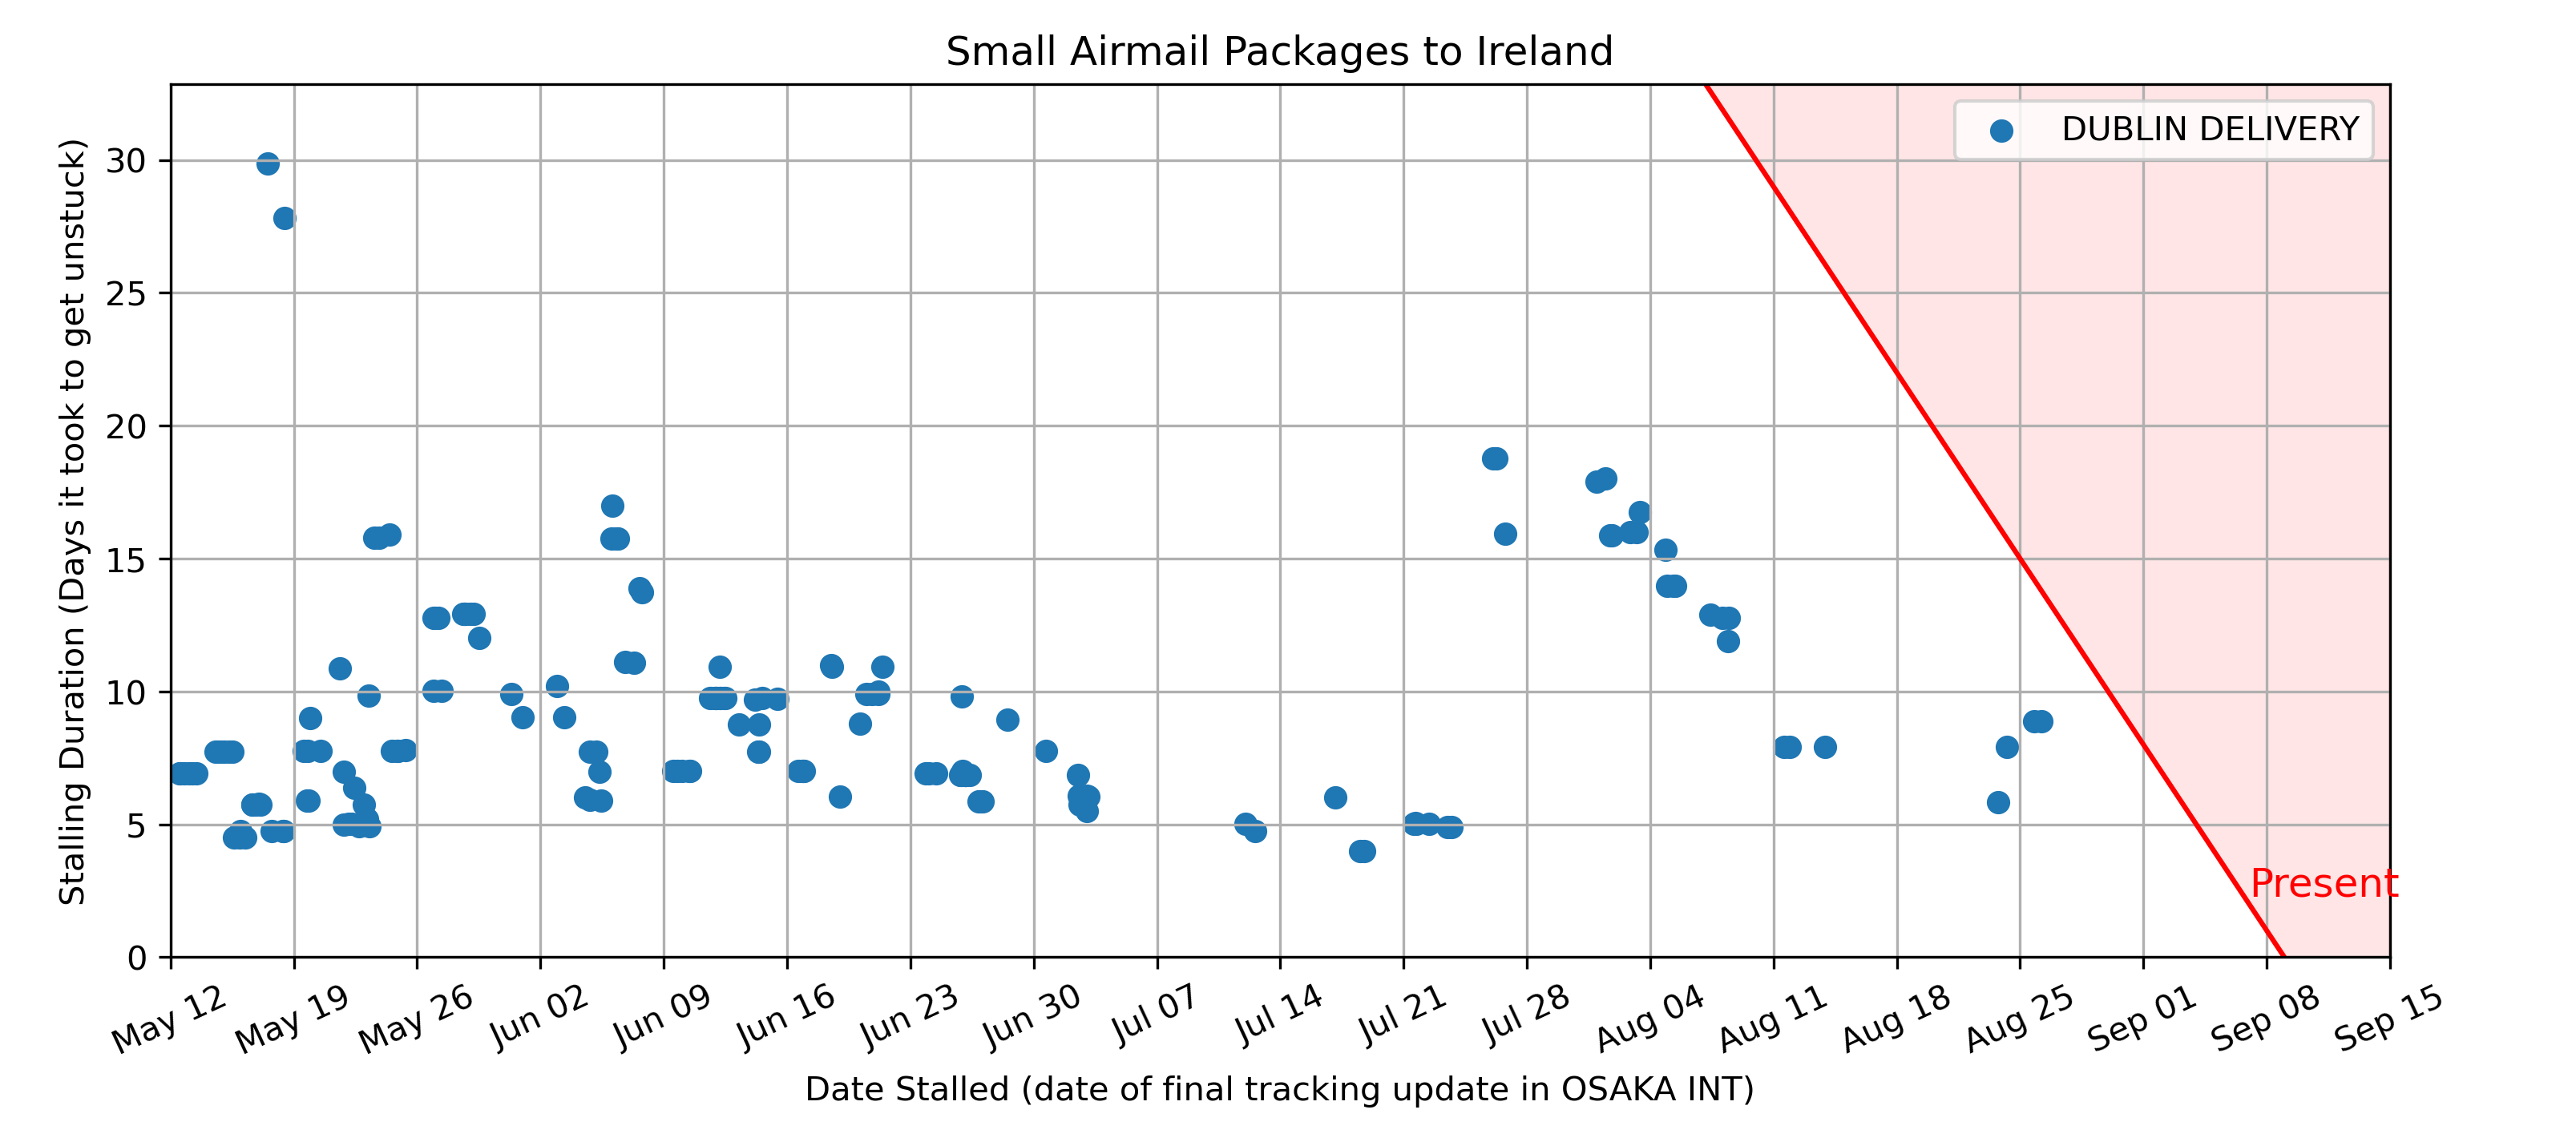 Small Airmail Packages to Ireland
DUBLIN DELIVERY
Stalling Duration (Days it took to get unstuck)
30
25
20
15
10
5
0
Present
May 12
May 19
May 26
Jun 02
Jun 09
Jun 16
Jun 23
Jun 30
Jul 07
Jul 14
Jul 21
Jul 28
Aug 04
Aug 11
Aug 18
Aug 25
Sep 01
Sep 08
Sep 15
Date Stalled (date of final tracking update in OSAKA INT)